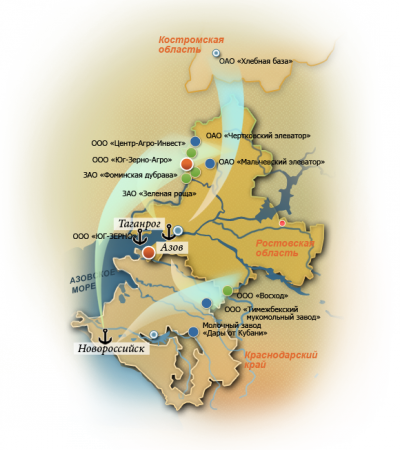 Костромская
область
ОАО «Хлебная база»
ООО «Центр-Агро-Инвест»
ОАО «Чертковский элеватор»
ООО «Юг-Зерно-Агро»
ОАО «Мальчевский элеватор»
ЗАО «Фоминская дубрава»
ЗАО «Зеленая роща»
Таганрог
ООО «ЮГ-ЗЕРНО»
Азов
Ростовская
область
АЗОВСКОЕ
МОРЕ
ООО «Восход»
ООО «Тимежбекский
мукомольный завод»
Молочный завод
«Дары от Кубани»
Новороссийск
Краснодарский
край